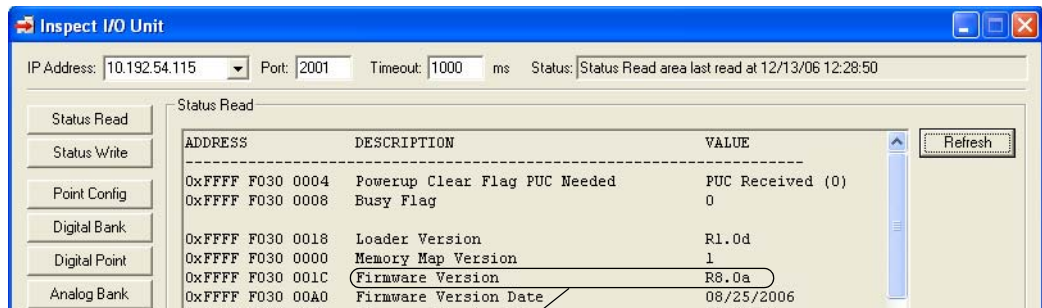 Inspect I/O Unit
IP Address: 10.192.54.115 Port: 2001 Timeout: 1000 ms Status: Status Read area last read at 12/13/06 12:28:50
Status Read
Status Write
Point Config
Digital Bank
Digital Point
Analog Bank
Status Read
ADDRESS DESCRIPTION VALUE
--------------------------------------------------------------------
0xFFFF F030 0004 Powerup Clear Flag PUC Needed PUC Received (0)
0xFFFF F030 0008 Busy Flag 0
0xFFFF F030 0018 Loader Version R1.0d
0xFFFF F030 0000 Memory Map Version 1
0xFFFF F030 001C Firmware Version R8.0a
0xFFFF F030 00A0 Firmware Version Date 08/25/2006
Refresh